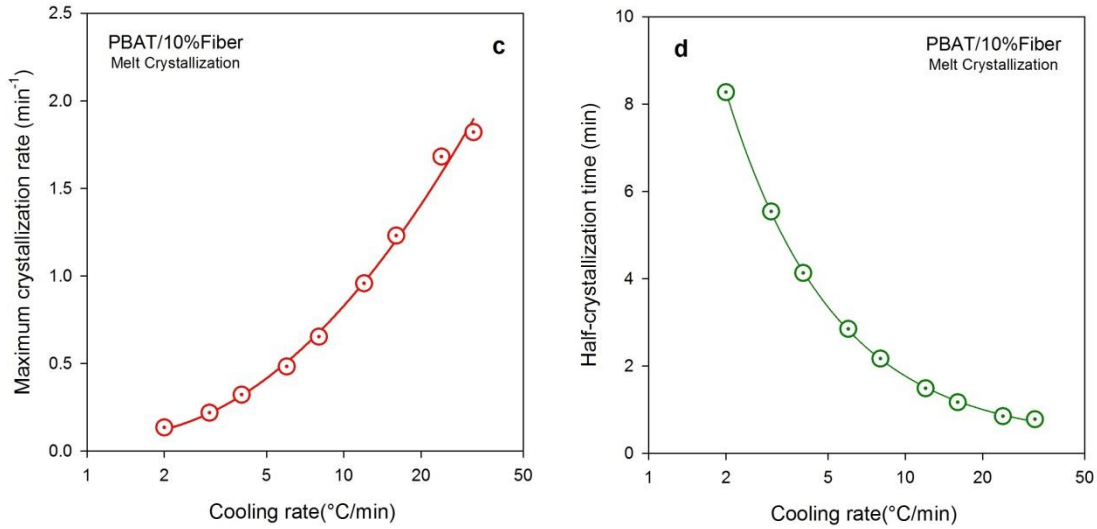 PBAT/10%Fiber
Melt Crystallization
c
Maximum crystallization rate (min-1)
2.5
2.0
1.5
1.0
0.5
0.0
1 2 5 10 20 50
Cooling rate(°C/min)
d
PBAT/10%Fiber
Melt Crystallization
Half-crystallization time (min)
10
8
6
4
2
0
1 2 5 10 20 50
Cooling rate(°C/min)